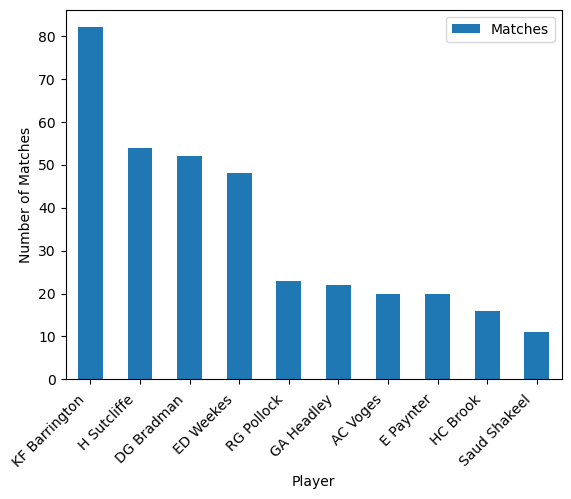 Matches
80
70
60
50
40
30
20
10
0
Number of Matches
KF Barrington
H Sutcliffe
DG Bradman
ED Weekes
RG Pollock
GA Headley
AC Voges
E Paynter
HC Brook
Saud Shakeel
Player